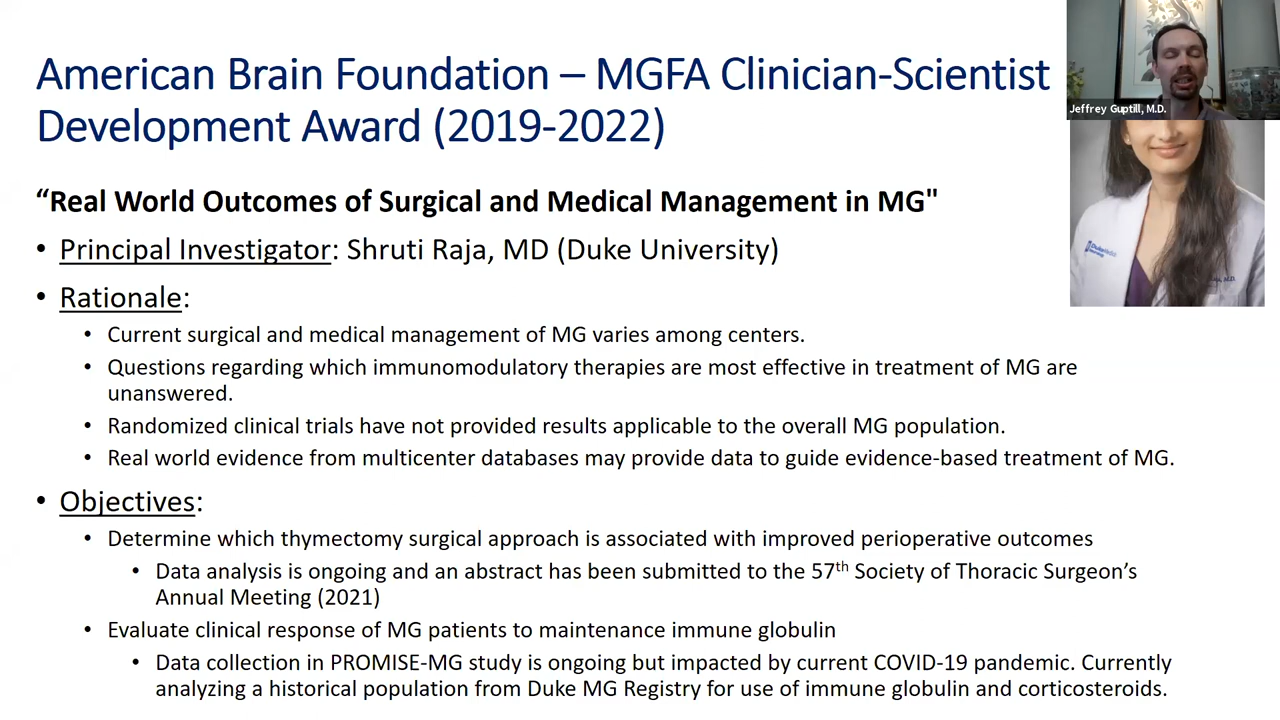 American Brain Foundation – MGFA Clinician-Scientist
Development Award (2019-2022)
Jeffrey Guptill, M.D.
“Real World Outcomes of Surgical and Medical Management in MG"
• Principal Investigator: Shruti Raja, MD (Duke University)
• Rationale:
• Current surgical and medical management of MG varies among centers.
• Questions regarding which immunomodulatory therapies are most effective in treatment of MG are
unanswered.
• Randomized clinical trials have not provided results applicable to the overall MG population.
• Real world evidence from multicenter databases may provide data to guide evidence-based treatment of MG.
• Objectives:
• Determine which thymectomy surgical approach is associated with improved perioperative outcomes
• Data analysis is ongoing and an abstract has been submitted to the 57th Society of Thoracic Surgeon’s
Annual Meeting (2021)
• Evaluate clinical response of MG patients to maintenance immune globulin
• Data collection in PROMISE-MG study is ongoing but impacted by current COVID-19 pandemic. Currently
analyzing a historical population from Duke MG Registry for use of immune globulin and corticosteroids.